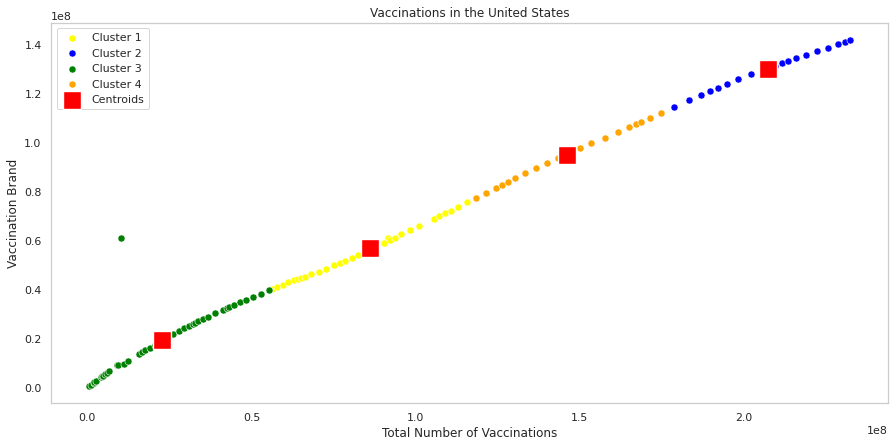 Vaccinations in the United States
1e8
Cluster 1
Cluster 2
Cluster 3
Cluster 4
Centroids
1.4
1.2
1.0
0.8
0.6
0.4
0.2
0.0
Vaccination Brand
0.0 0.5 1.0 1.5 2.0
1e8
Total Number of Vaccinations